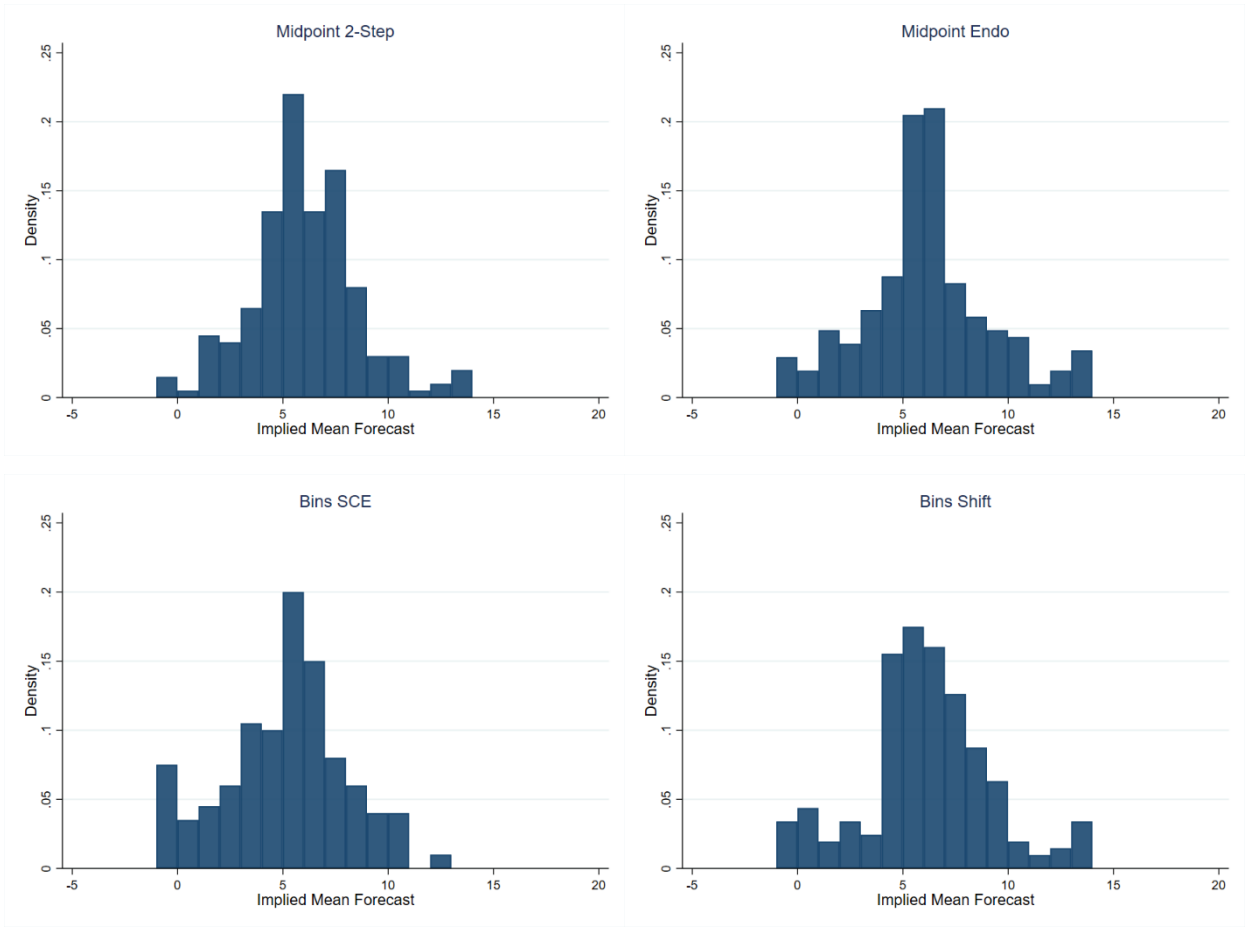 Midpoint 2-Step
Density
0 .05 .1 .15 .2 .25
-5 0 5 10 15 20
Implied Mean Forecast
Midpoint Endo
Density
0 .05 .1 .15 .2 .25
-5 0 5 10 15 20
Implied Mean Forecast
Bins SCE
Density
0 .05 .1 .15 .2 .25
-5 0 5 10 15 20
Implied Mean Forecast
Bins Shift
Density
0 .05 .1 .15 .2 .25
-5 0 5 10 15 20
Implied Mean Forecast